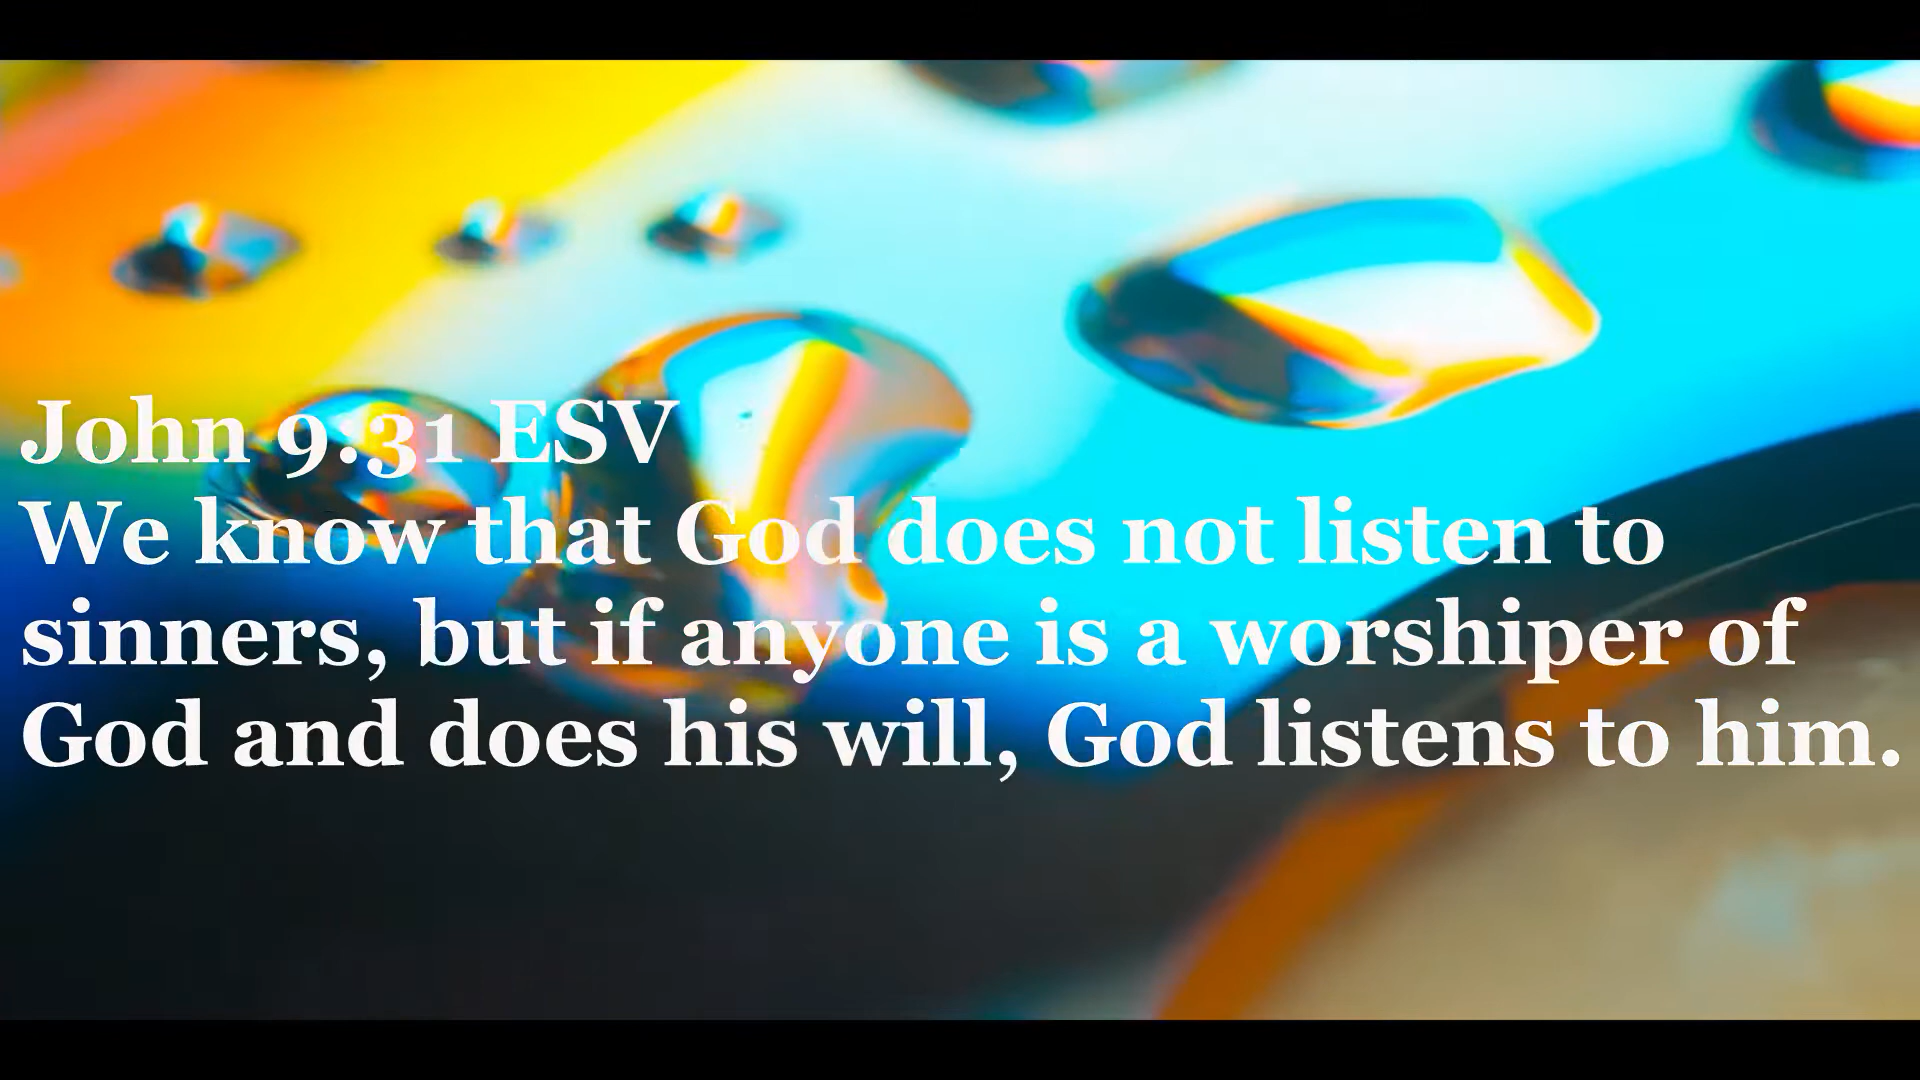 John 9:31 ESV
We know that God does not listen to
sinners, but if anyone is a worshiper of
God and does his will, God listens to him.